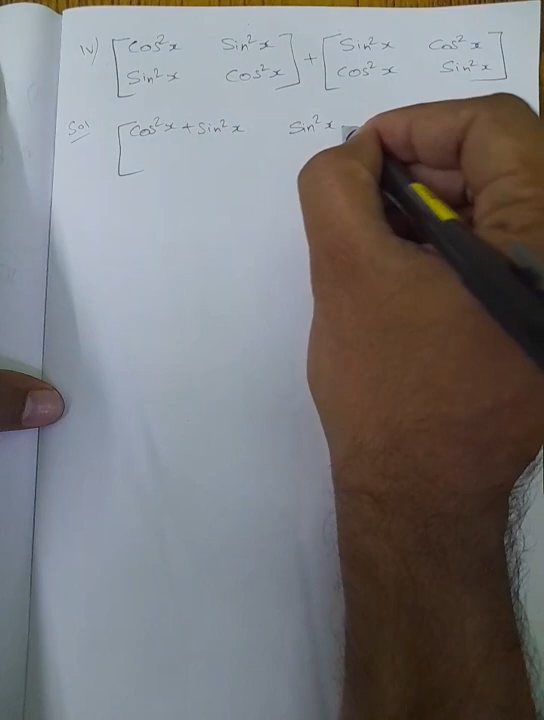 iv) [Cos²x Sin²x] + [Sin²x Cos²x]
Sin²x Cos²x Cos²x Sin²x
Sol [Cos²x + Sin²x Sin²x